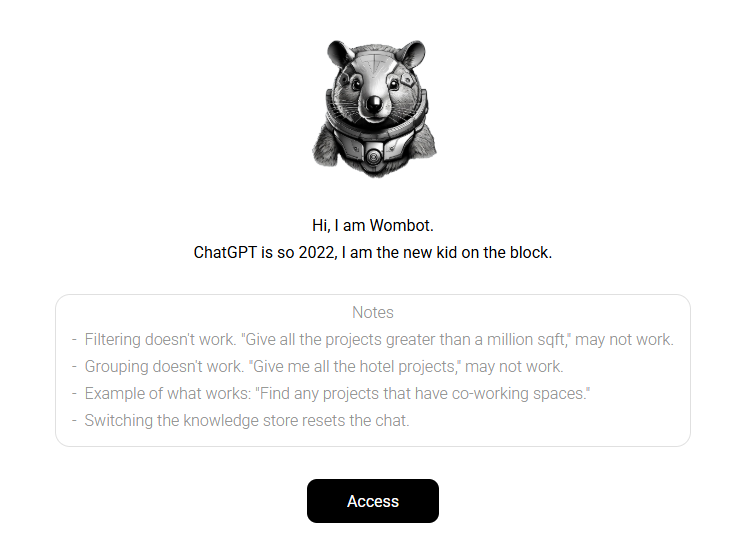 Hi, I am Wombot.
ChatGPT is so 2022, I am the new kid on the block.
Notes
- Filtering doesn't work. "Give all the projects greater than a million sqft," may not work.
- Grouping doesn't work. "Give me all the hotel projects," may not work.
- Example of what works: "Find any projects that have co-working spaces."
- Switching the knowledge store resets the chat.
Access